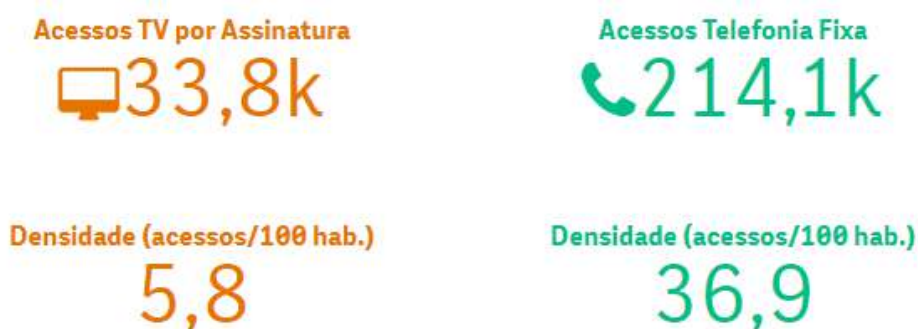 Acessos TV por Assinatura
33,8k
Densidade (acessos/100 hab.)
5,8
Acessos Telefonia Fixa
214,1k
Densidade (acessos/100 hab.)
36,9